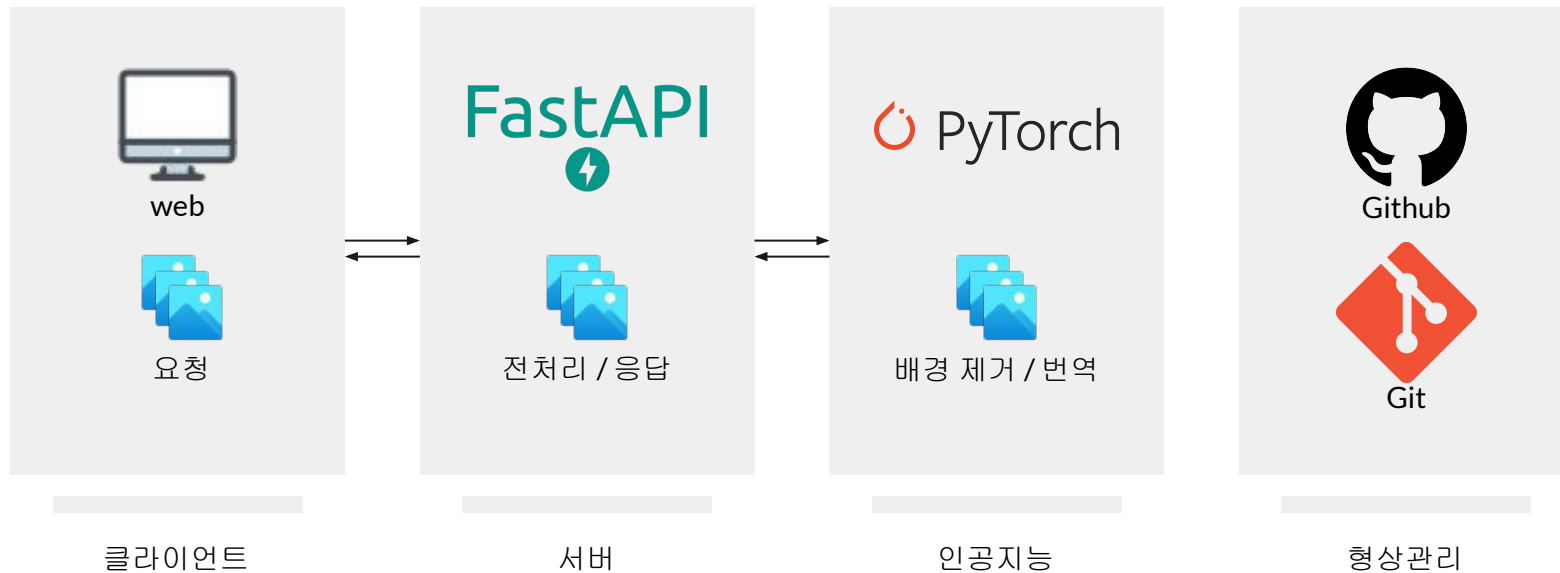 FastAPI
PyTorch
web
Github
요청
전처리 / 응답
배경 제거 / 번역
Git
클라이언트
서버
인공지능
형상관리